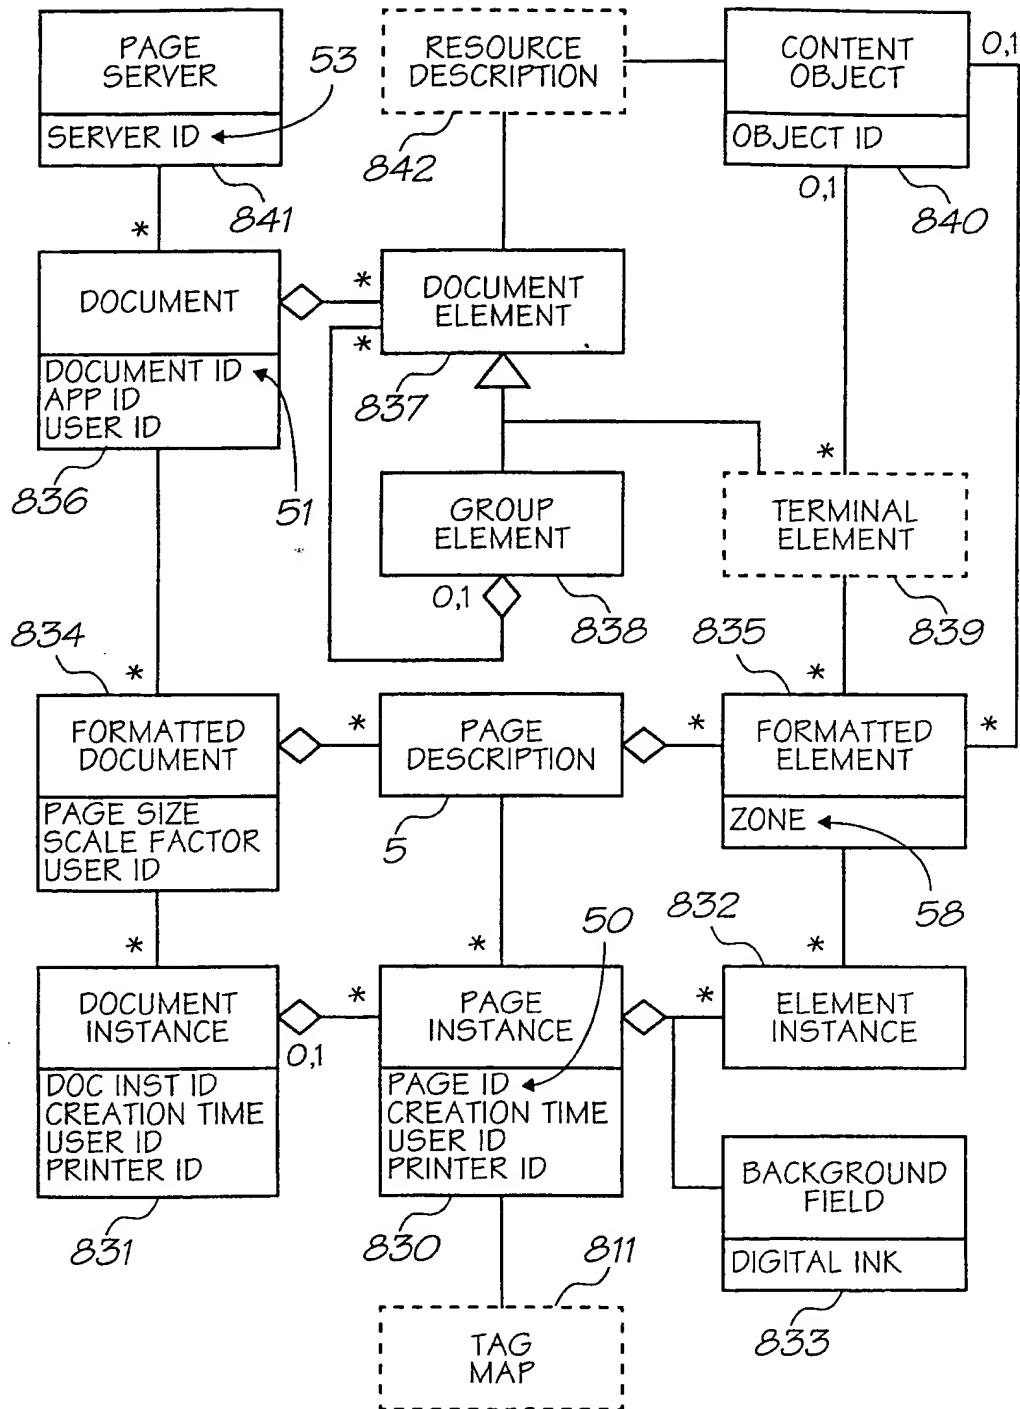 PAGE
SERVER
53
SERVER ID
841
*
RESOURCE
DESCRIPTION
842
CONTENT
OBJECT
0,1
OBJECT ID
0,1
840
DOCUMENT
DOCUMENT ID
APP ID
USER ID
836
51
*
DOCUMENT
ELEMENT
*
837
GROUP
ELEMENT
0,1
838
*
TERMINAL
ELEMENT
839
834
*
FORMATTED
DOCUMENT
PAGE SIZE
SCALE FACTOR
USER ID
*
PAGE
DESCRIPTION
5
835
*
*
FORMATTED
ELEMENT
*
ZONE
58
*
DOCUMENT
INSTANCE
0,1
DOC INST ID
CREATION TIME
USER ID
PRINTER ID
831
*
*
50
PAGE
INSTANCE
PAGE ID
CREATION TIME
USER ID
PRINTER ID
830
832
*
*
ELEMENT
INSTANCE
BACKGROUND
FIELD
DIGITAL INK
833
811
TAG
MAP